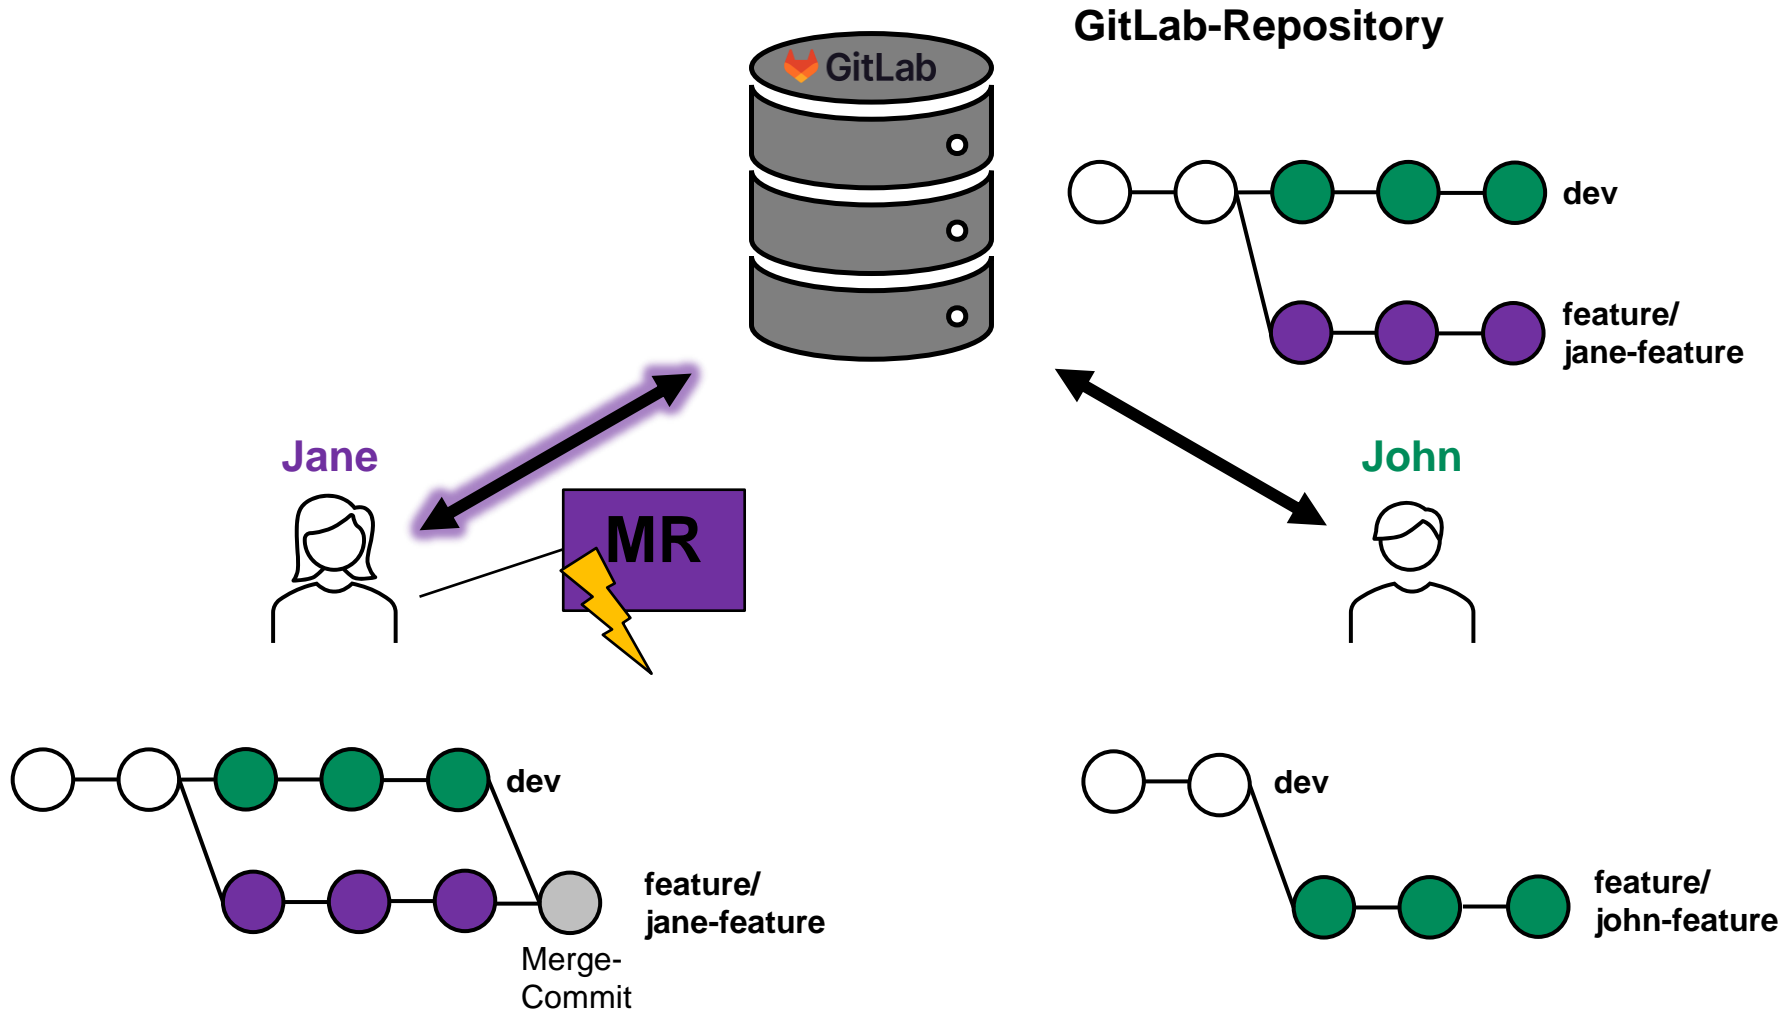 GitLab-Repository
GitLab
dev
feature/
jane-feature
Jane
John
MR
dev
feature/
jane-feature
Merge-
Commit
dev
feature/
john-feature